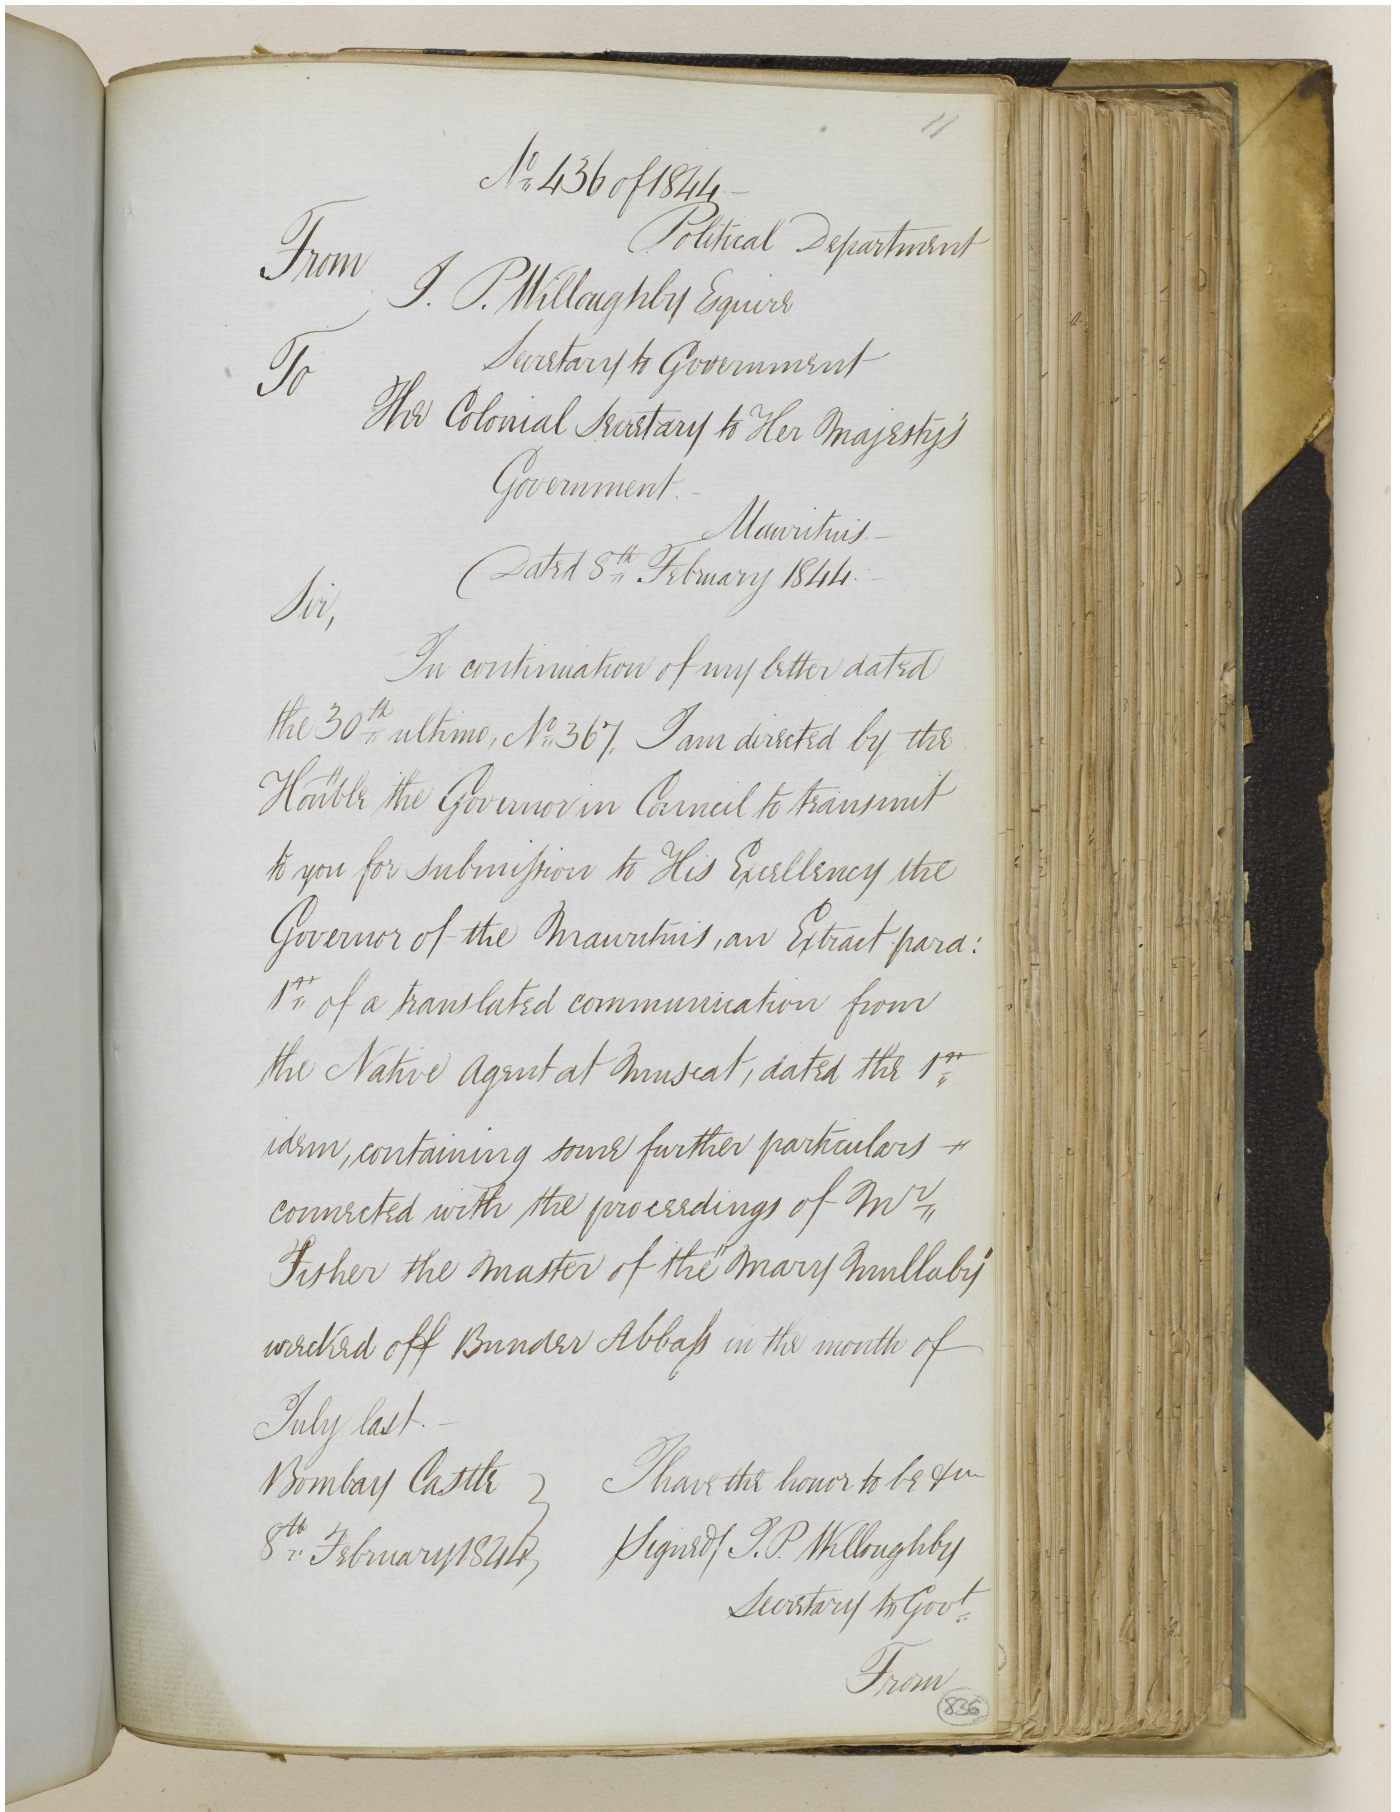 11
No 436 of 1844
Political Department
From
J. P. Willoughby Esquire
Secretary to Government
To
The Colonial Secretary to Her Majesty's
Government.
Mauritius.
Dated 8th February 1844.
Sir,
In continuation of my letter dated
the 30th ultimo, No 367, I am directed by the
Honble the Governor in Council to transmit
to you for submission to His Excellency the
Governor of the Mauritius, an Extract para:
1st of a translated communication from
the Native Agent at Muscat, dated the 1st
idem, containing some further particulars
connected with the proceedings of Mr
Fisher the Master of the "Mary Mullaby"
wrecked off Bunder Abbass in the month of
July last.
Bombay Castle } I have the honor to be &ca
8th February 1844 } /Signed/ J. P. Willoughby
Secretary to Govt
From
836